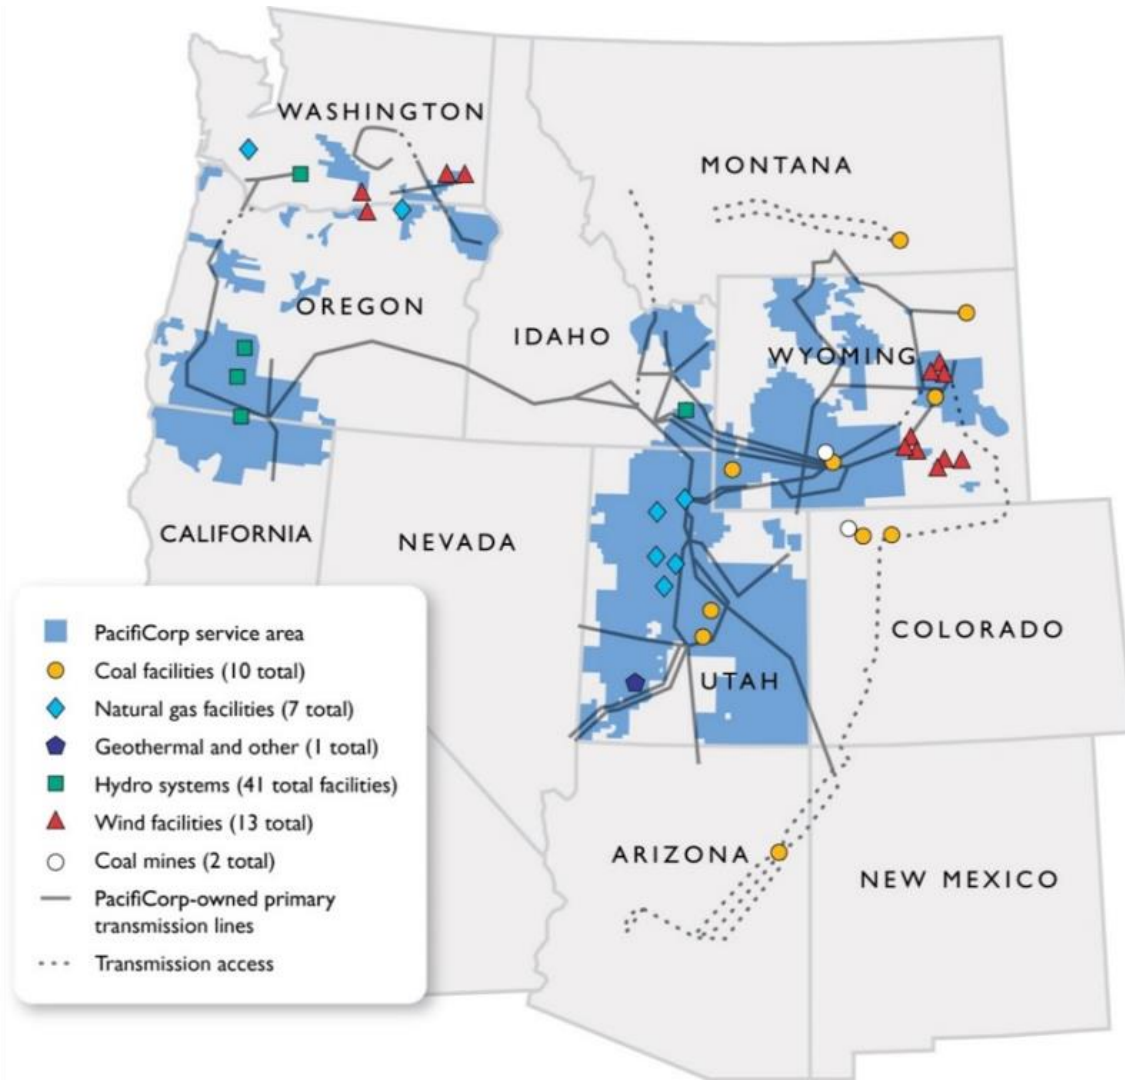 WASHINGTON
MONTANA
OREGON
IDAHO
WYOMING
CALIFORNIA
NEVADA
UTAH
COLORADO
ARIZONA
NEW MEXICO
PacifiCorp service area
Coal facilities (10 total)
Natural gas facilities (7 total)
Geothermal and other (1 total)
Hydro systems (41 total facilities)
Wind facilities (13 total)
Coal mines (2 total)
PacifiCorp-owned primary
transmission lines
Transmission access